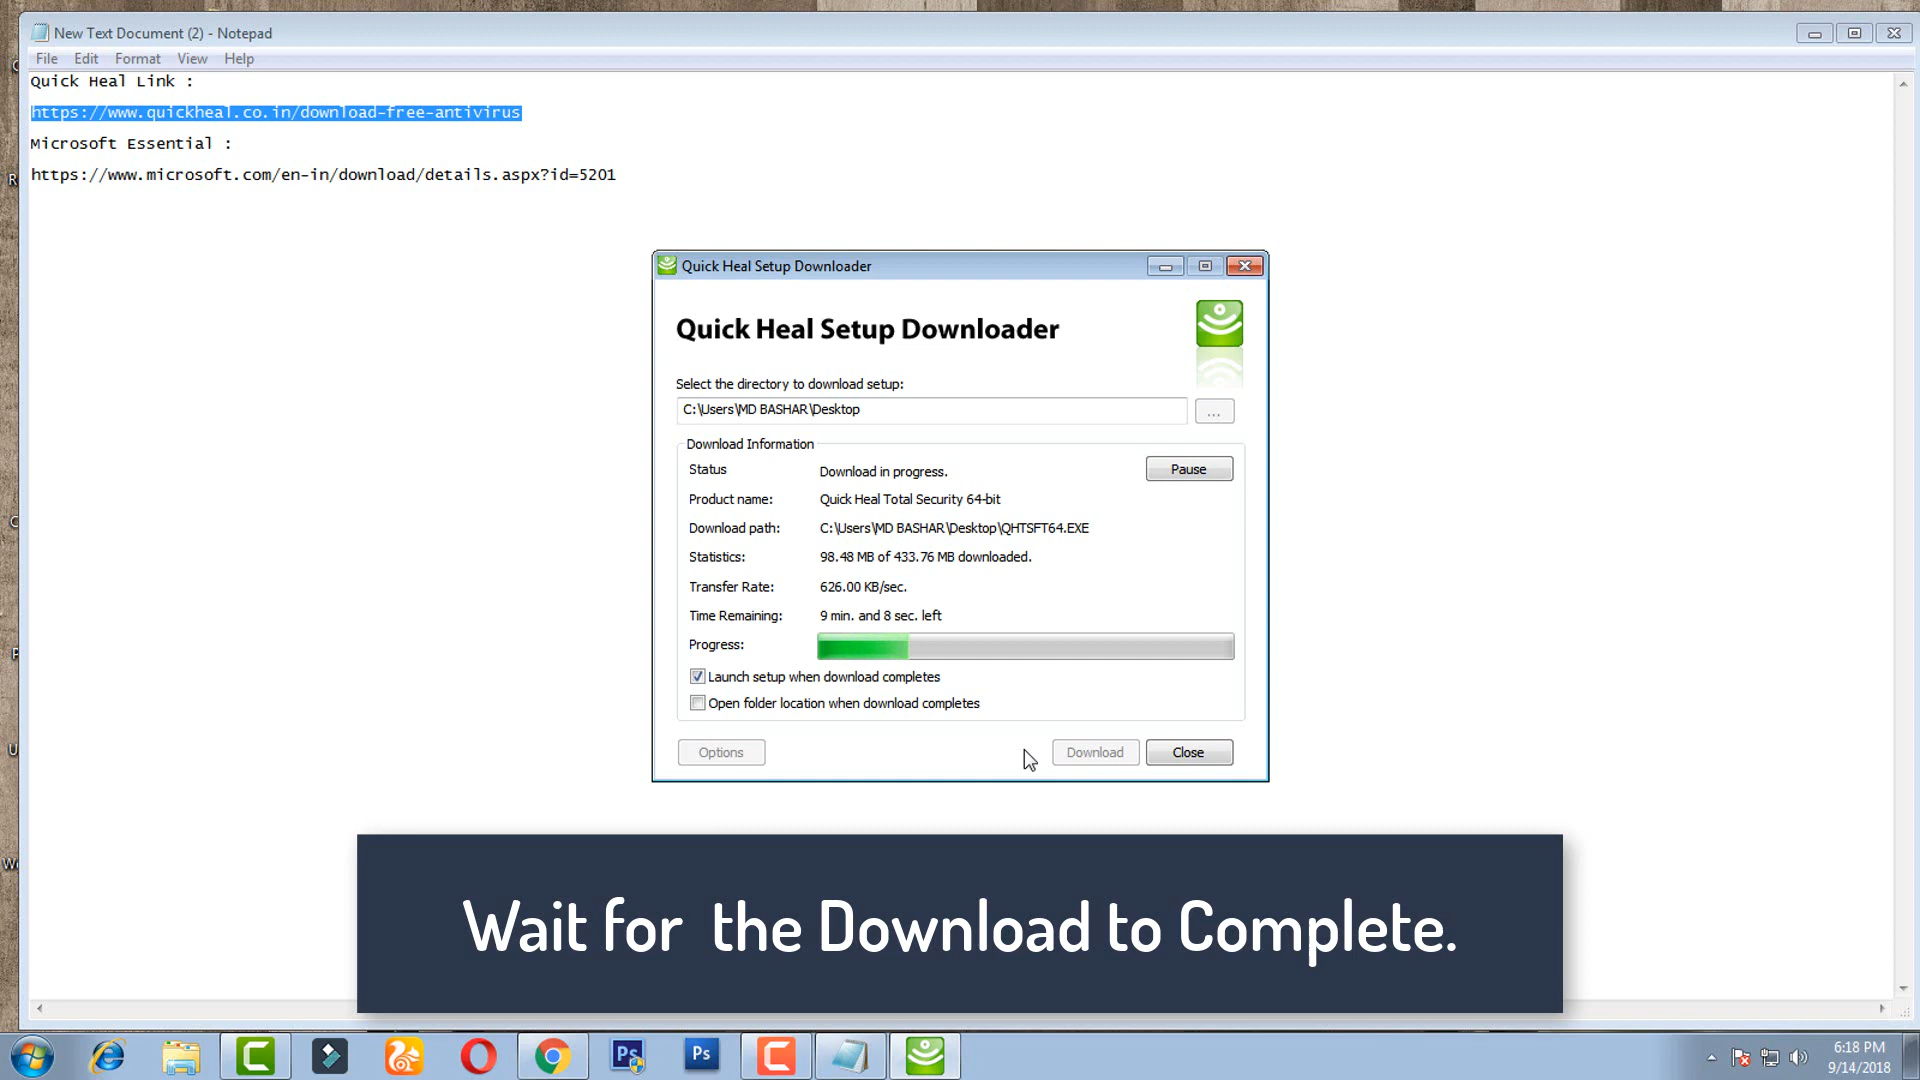 New Text Document (2) - Notepad
File Edit Format View Help
Quick Heal Link :
https://www.quickheal.co.in/download-free-antivirus
Microsoft Essential :
https://www.microsoft.com/en-in/download/details.aspx?id=5201
Quick Heal Setup Downloader
Quick Heal Setup Downloader
Select the directory to download setup:
C:\Users\MD BASHAR\Desktop
...
Download Information
Status Download in progress. Pause
Product name: Quick Heal Total Security 64-bit
Download path: C:\Users\MD BASHAR\Desktop\QHTSFT64.EXE
Statistics: 98.48 MB of 433.76 MB downloaded.
Transfer Rate: 626.00 KB/sec.
Time Remaining: 9 min. and 8 sec. left
Progress:
Launch setup when download completes
Open folder location when download completes
Options Download Close
Wait for the Download to Complete.
Ps Ps
6:18 PM
9/14/2018